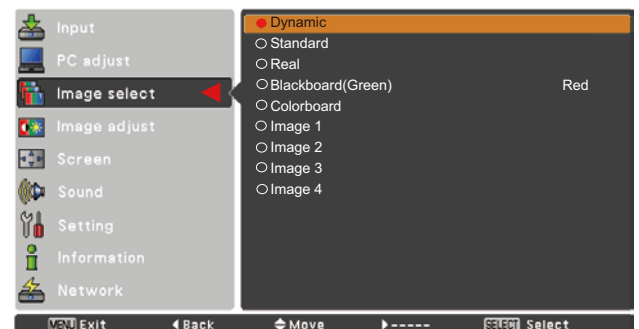 Input
PC adjust
Image select
Image adjust
Screen
Sound
Setting
Information
Network
Dynamic
Standard
Real
Blackboard(Green) Red
Colorboard
Image 1
Image 2
Image 3
Image 4
MENU Exit Back Move ----- SELECT Select